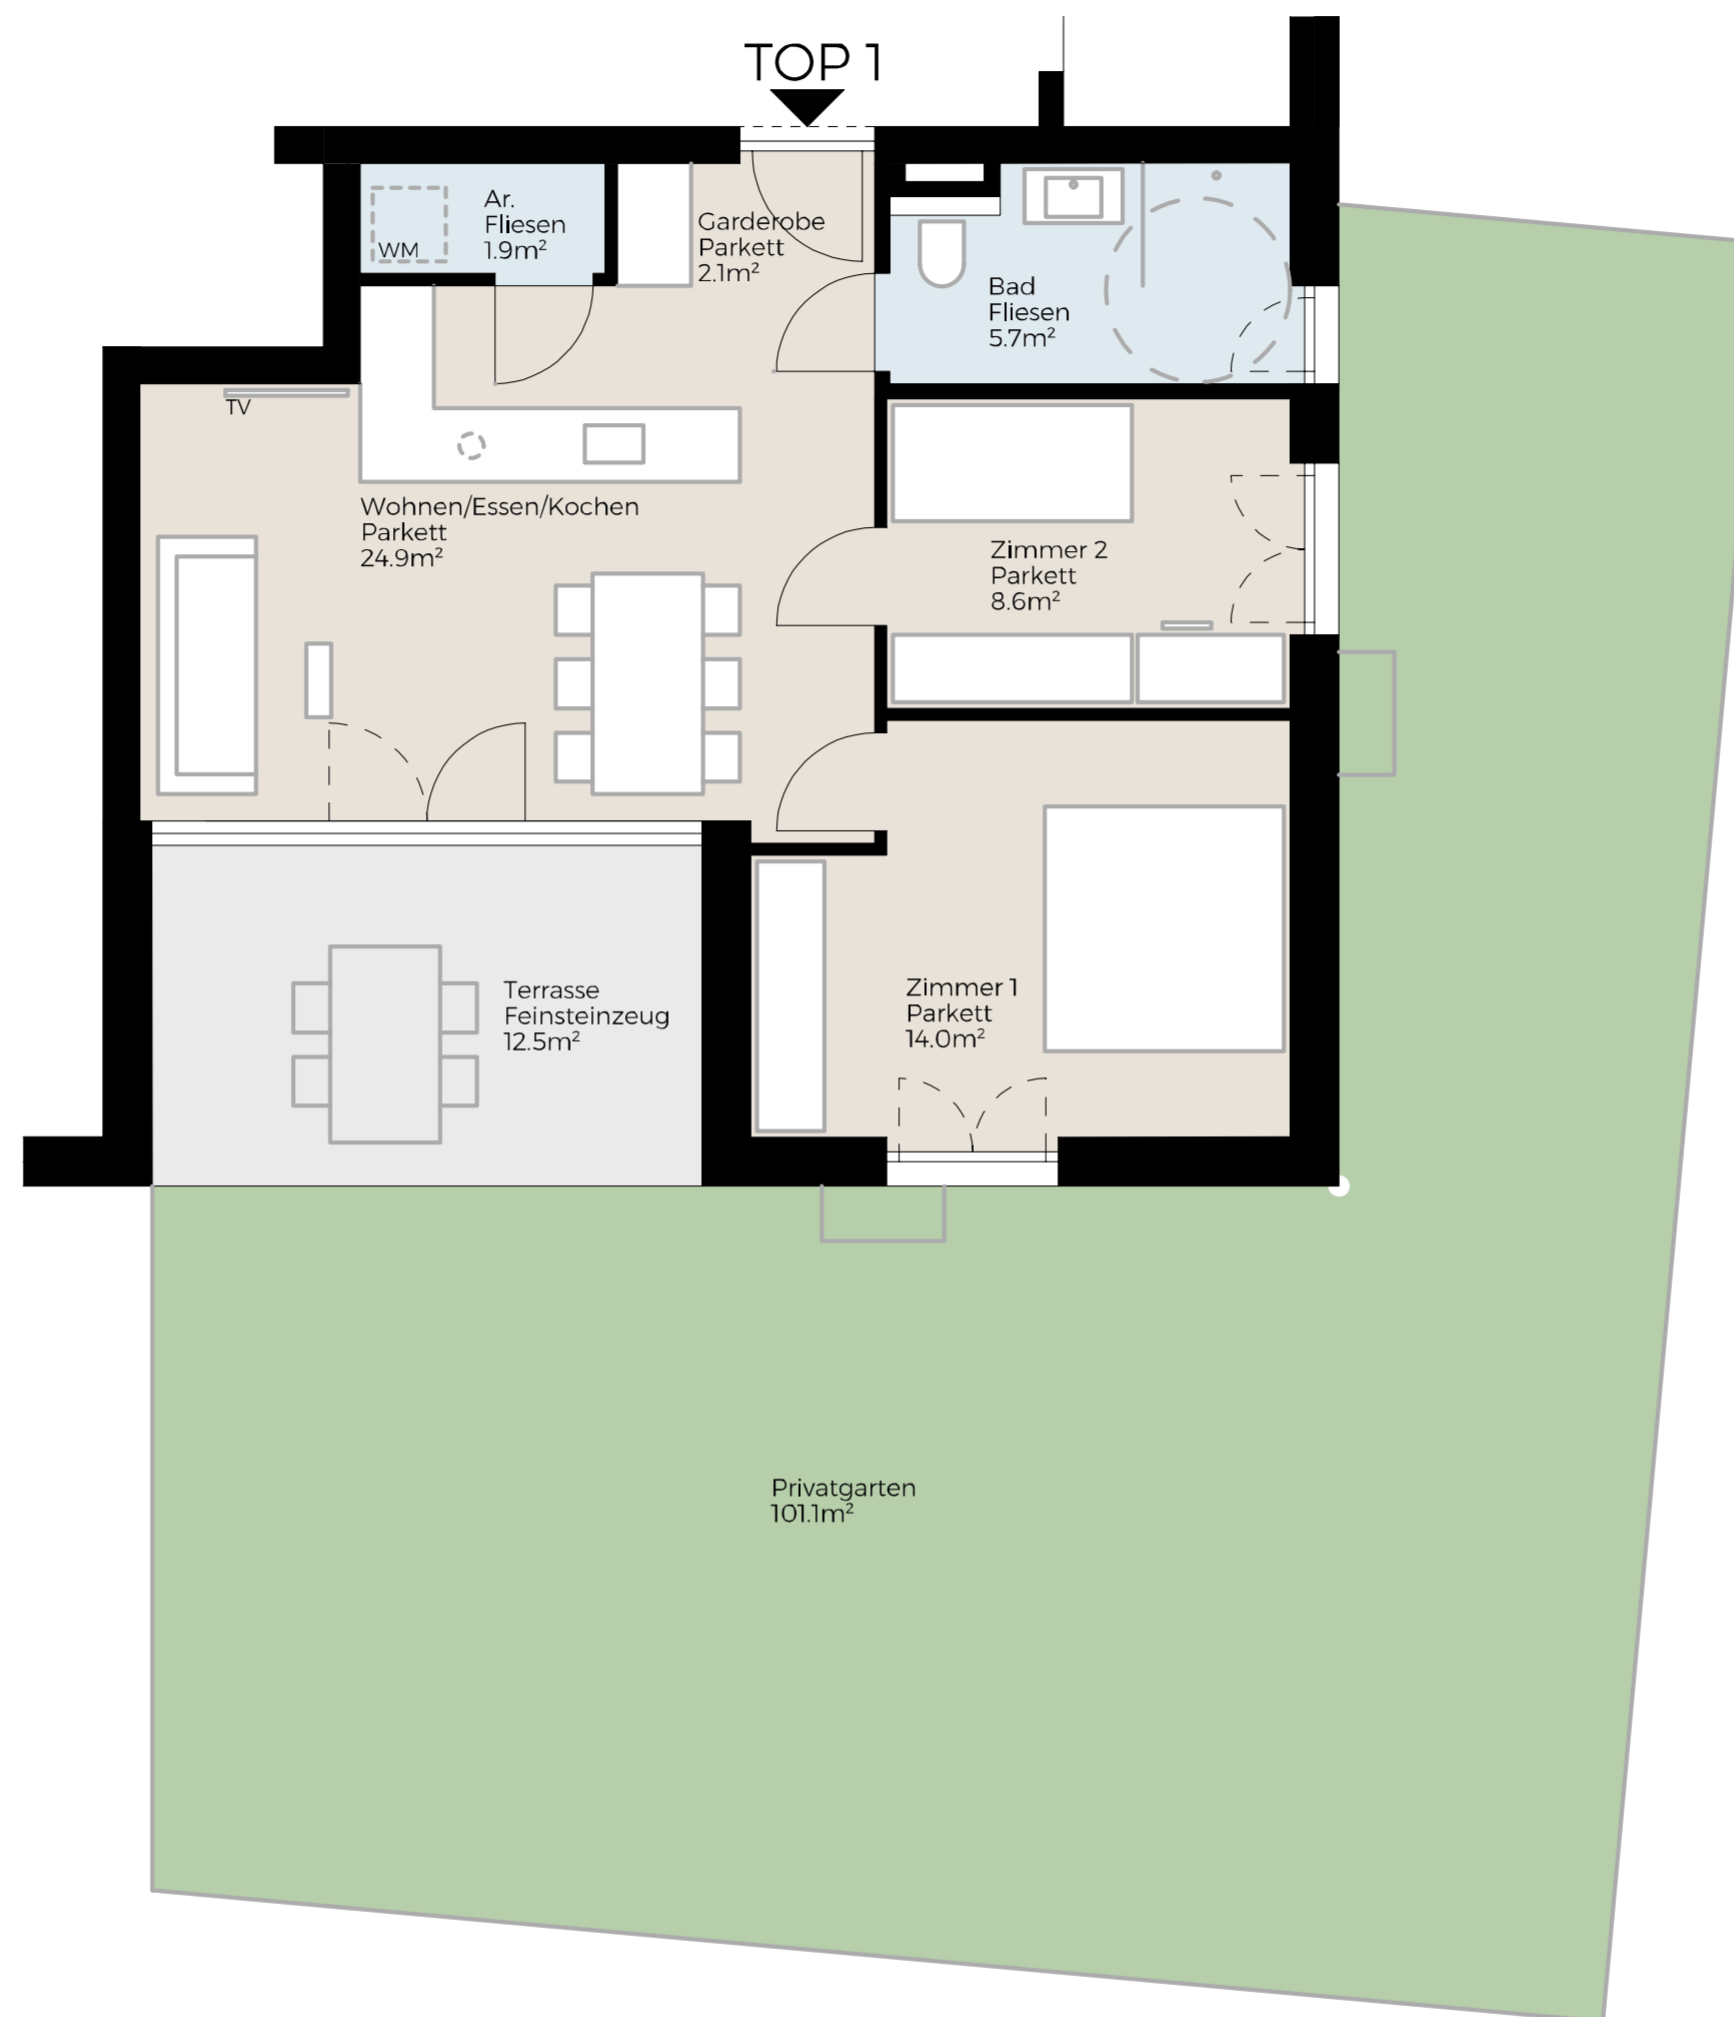 TOP 1
Ar.
Fliesen
1.9m²
WM
Garderobe
Parkett
2.1m²
Bad
Fliesen
5.7m²
TV
Wohnen/Essen/Kochen
Parkett
24.9m²
Zimmer 2
Parkett
8.6m²
Terrasse
Feinsteinzeug
12.5m²
Zimmer 1
Parkett
14.0m²
Privatgarten
101.1m²